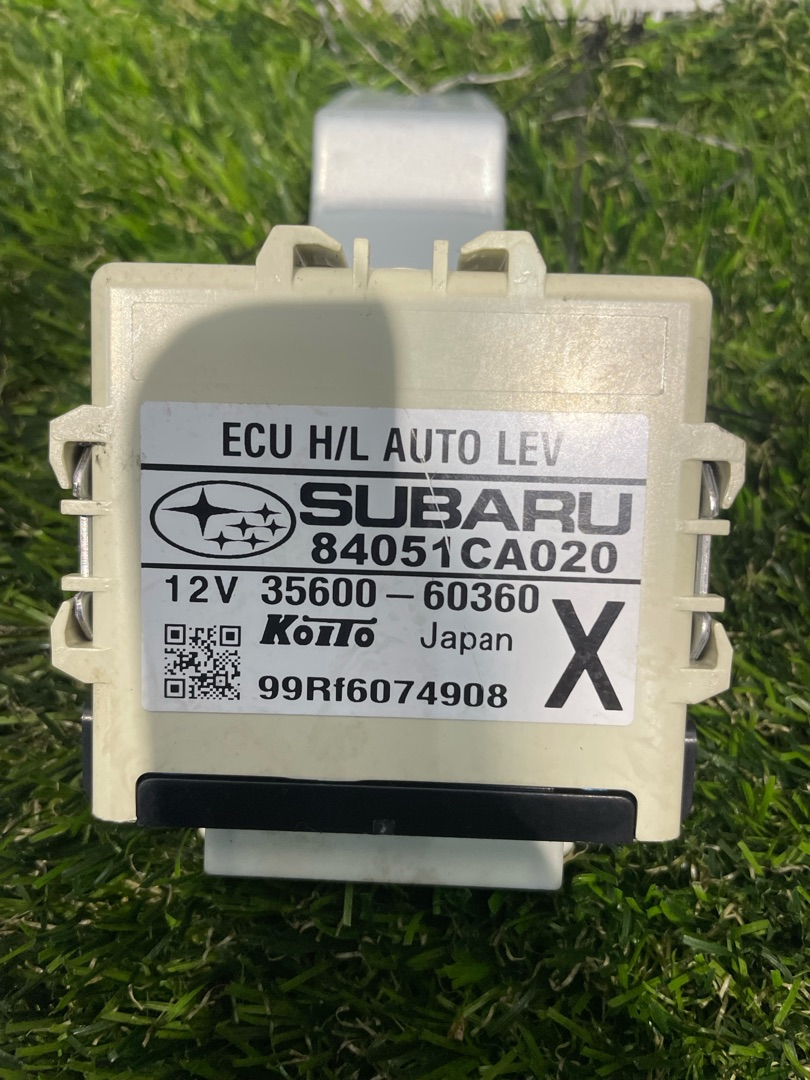 ECU H/L AUTO LEV
SUBARU
84051CA020
12V 35600-60360
KOITO Japan X
99Rf6074908